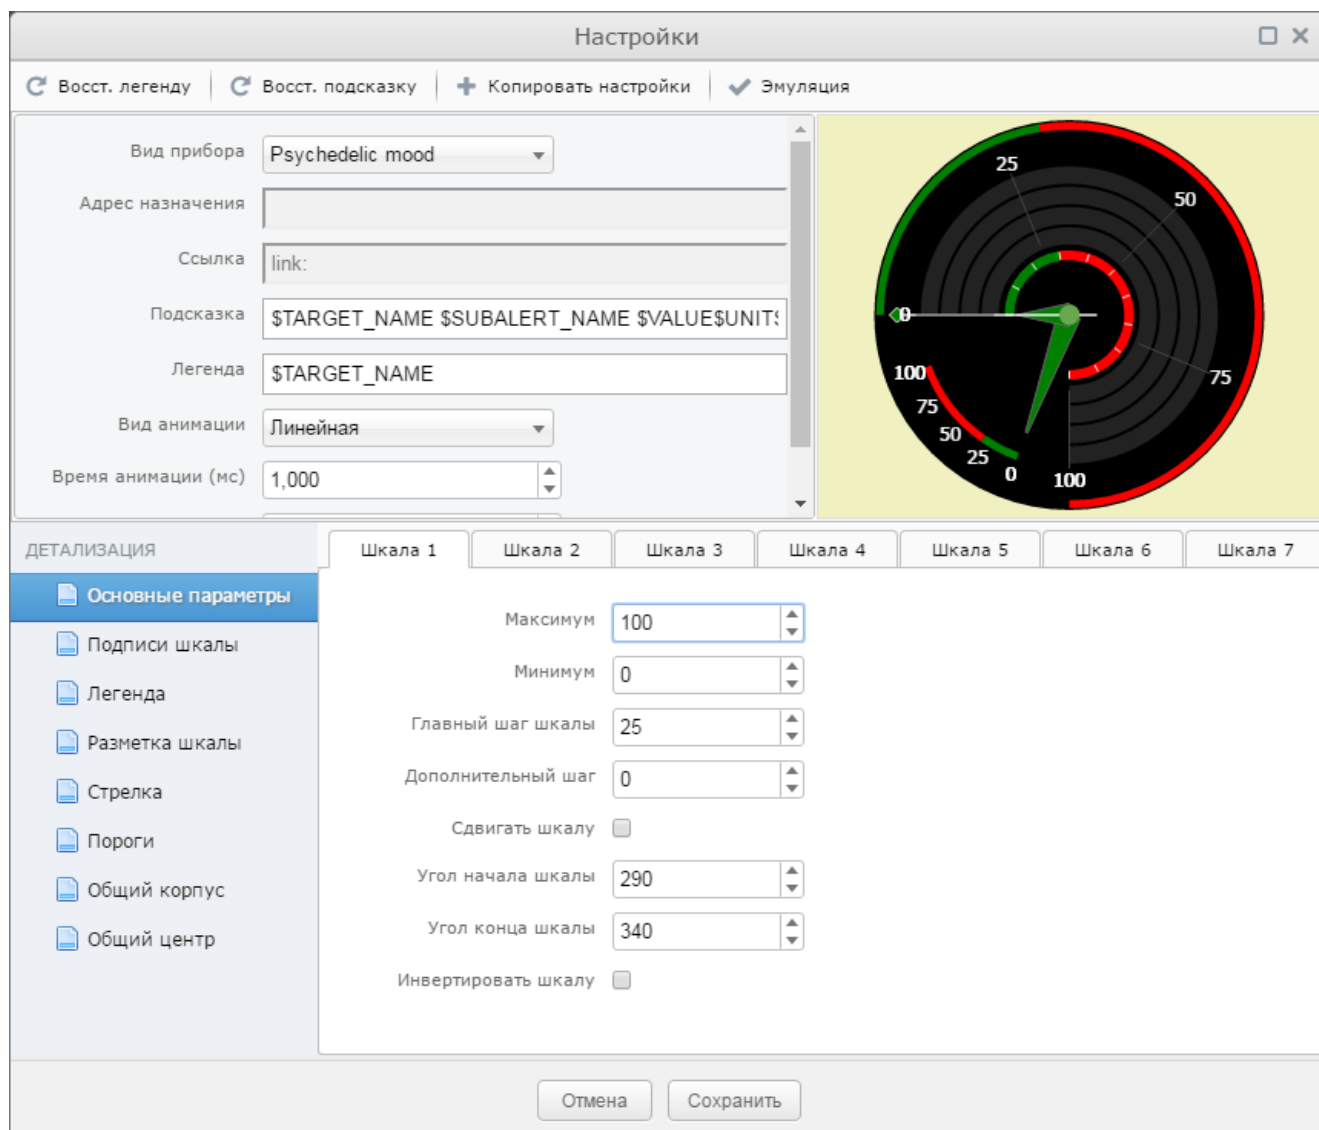 Настройки
Восст. легенду
Восст. подсказку
Копировать настройки
Эмуляция
Вид прибора
Psychedelic mood
Адрес назначения
Ссылка
link:
Подсказка
$TARGET_NAME $SUBALERT_NAME $VALUE$UNITS
Легенда
$TARGET_NAME
Вид анимации
Линейная
Время анимации (мс)
1,000
25
50
0
75
100
100
75
50
25
0
ДЕТАЛИЗАЦИЯ
Основные параметры
Подписи шкалы
Легенда
Разметка шкалы
Стрелка
Пороги
Общий корпус
Общий центр
Шкала 1
Шкала 2
Шкала 3
Шкала 4
Шкала 5
Шкала 6
Шкала 7
Максимум
100
Минимум
0
Главный шаг шкалы
25
Дополнительный шаг
0
Сдвигать шкалу
Угол начала шкалы
290
Угол конца шкалы
340
Инвертировать шкалу
Отмена
Сохранить